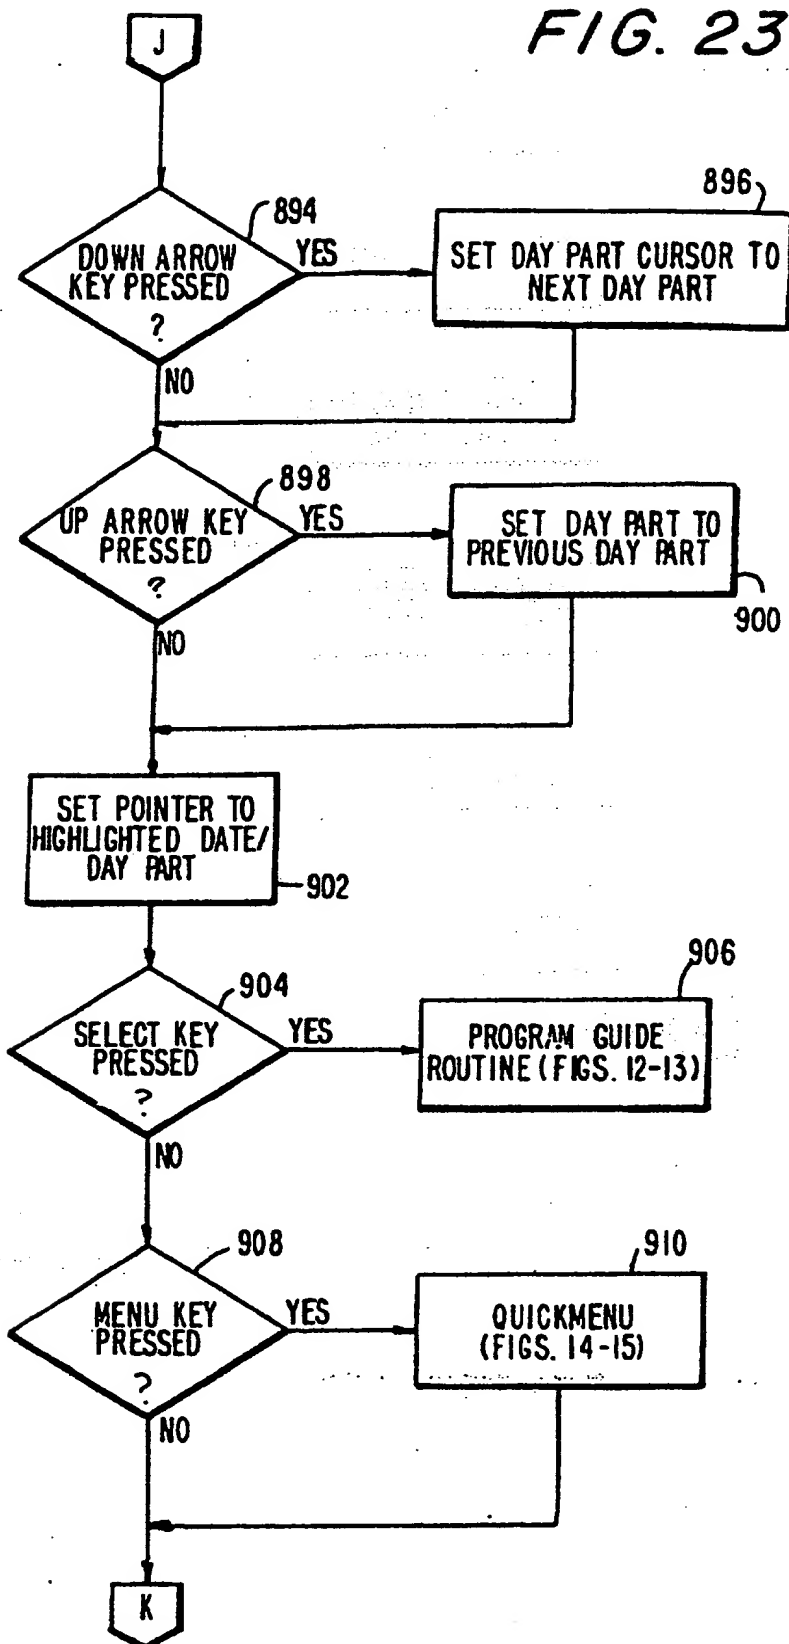 FIG. 23
J
894
DOWN ARROW
KEY PRESSED
?
YES
NO
896
SET DAY PART CURSOR TO
NEXT DAY PART
898
UP ARROW KEY
PRESSED
?
YES
NO
SET DAY PART TO
PREVIOUS DAY PART
900
SET POINTER TO
HIGHLIGHTED DATE/
DAY PART
902
904
SELECT KEY
PRESSED
?
YES
NO
906
PROGRAM GUIDE
ROUTINE (FIGS. 12-13)
908
MENU KEY
PRESSED
?
YES
NO
910
QUICKMENU
(FIGS. 14-15)
K